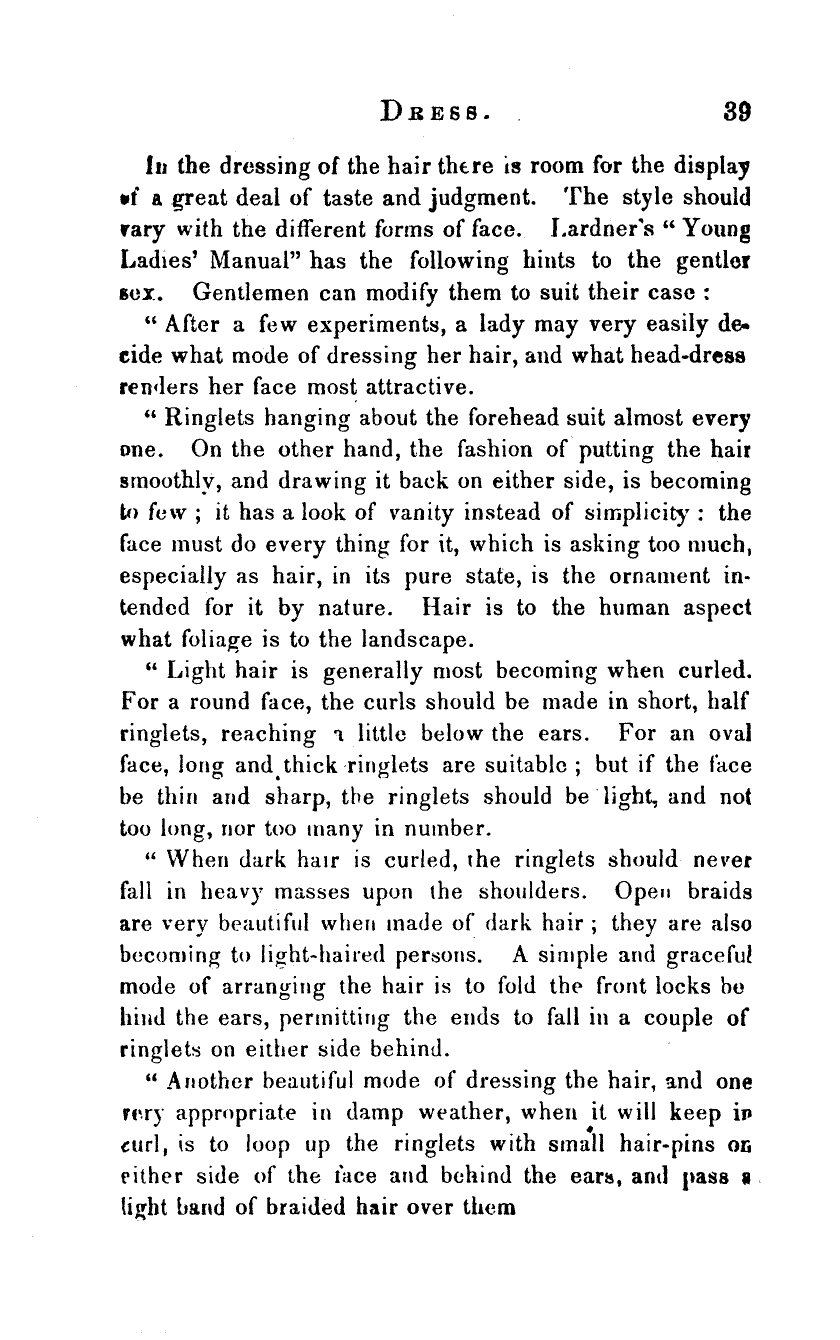 DRESS. 39
In the dressing of the hair there is room for the display
of a great deal of taste and judgment. The style should
vary with the different forms of face. Lardner's “ Young
Ladies' Manual” has the following hints to the gentler
sex. Gentlemen can modify them to suit their case :
“ After a few experiments, a lady may very easily de-
cide what mode of dressing her hair, and what head-dress
renders her face most attractive.
“ Ringlets hanging about the forehead suit almost every
one. On the other hand, the fashion of putting the hair
smoothly, and drawing it back on either side, is becoming
to few ; it has a look of vanity instead of simplicity : the
face must do every thing for it, which is asking too much,
especially as hair, in its pure state, is the ornament in-
tended for it by nature. Hair is to the human aspect
what foliage is to the landscape.
“ Light hair is generally most becoming when curled.
For a round face, the curls should be made in short, half
ringlets, reaching a little below the ears. For an oval
face, long and thick ringlets are suitable ; but if the face
be thin and sharp, the ringlets should be light, and not
too long, nor too many in number.
“ When dark hair is curled, the ringlets should never
fall in heavy masses upon the shoulders. Open braids
are very beautiful when made of dark hair ; they are also
becoming to light-haired persons. A simple and graceful
mode of arranging the hair is to fold the front locks be
hind the ears, permitting the ends to fall in a couple of
ringlets on either side behind.
“ Another beautiful mode of dressing the hair, and one
very appropriate in damp weather, when it will keep in
curl, is to loop up the ringlets with small hair-pins on
either side of the face and behind the ears, and pass a
light band of braided hair over them